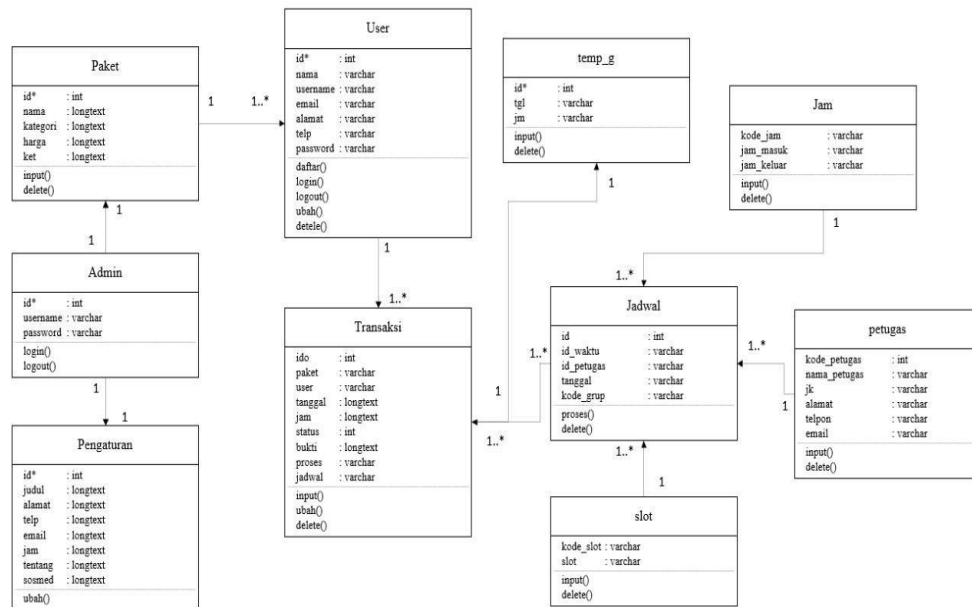 Paket
id* : int
nama : longtext
kategori : longtext
harga : longtext
ket : longtext
input()
delete()
1
1..*
User
id* : int
nama : varchar
username : varchar
email : varchar
alamat : varchar
telp : varchar
password : varchar
daftar()
login()
logout()
ubah()
detele()
temp_g
id* : int
tgl : varchar
jm : varchar
input()
delete()
1
Jam
kode_jam : varchar
jam_masuk : varchar
jam_keluar : varchar
input()
delete()
1
1..*
1
1
Admin
id* : int
username : varchar
password : varchar
login()
logout()
1
1
1
1..*
Transaksi
ido : int
paket : varchar
user : varchar
tanggal : longtext
jam : longtext
status : int
bukti : longtext
proses : varchar
jadwal : varchar
input()
ubah()
delete()
1
1..*
1..*
Jadwal
id : int
id_waktu : varchar
id_petugas : varchar
tanggal : varchar
kode_grup : varchar
proses()
delete()
1..*
1
1..*
1
petugas
kode_petugas : int
nama_petugas : varchar
jk : varchar
alamat : varchar
telpon : varchar
email : varchar
input()
delete()
Pengaturan
id* : int
judul : longtext
alamat : longtext
telp : longtext
email : longtext
jam : longtext
tentang : longtext
sosmed : longtext
ubah()
slot
kode_slot : varchar
slot : varchar
input()
delete()